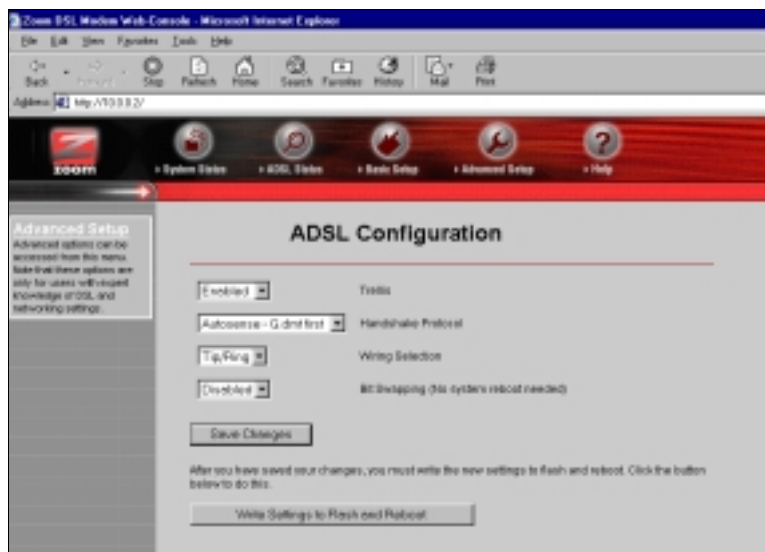 Zoom DSL Modem Web-Console - Microsoft Internet Explorer
File Edit View Favorites Tools Help
Back Forward Stop Refresh Home Search Favorites History Mail Print
Address http://10.0.0.2/
zoom
System Status ADSL Status Basic Setup Advanced Setup Help
Advanced Setup
Advanced options can be
accessed from this menu.
Note that these options are
only for users with expert
knowledge of DSL and
networking settings.
ADSL Configuration
Enabled Trellis
Autosense - G.dmt first Handshake Protocol
Tip/Ring Wiring Selection
Disabled Bit Swapping (No system reboot needed)
Save Changes
After you have saved your changes, you must write the new settings to flash and reboot. Click the button
below to do this.
Write Settings to Flash and Reboot